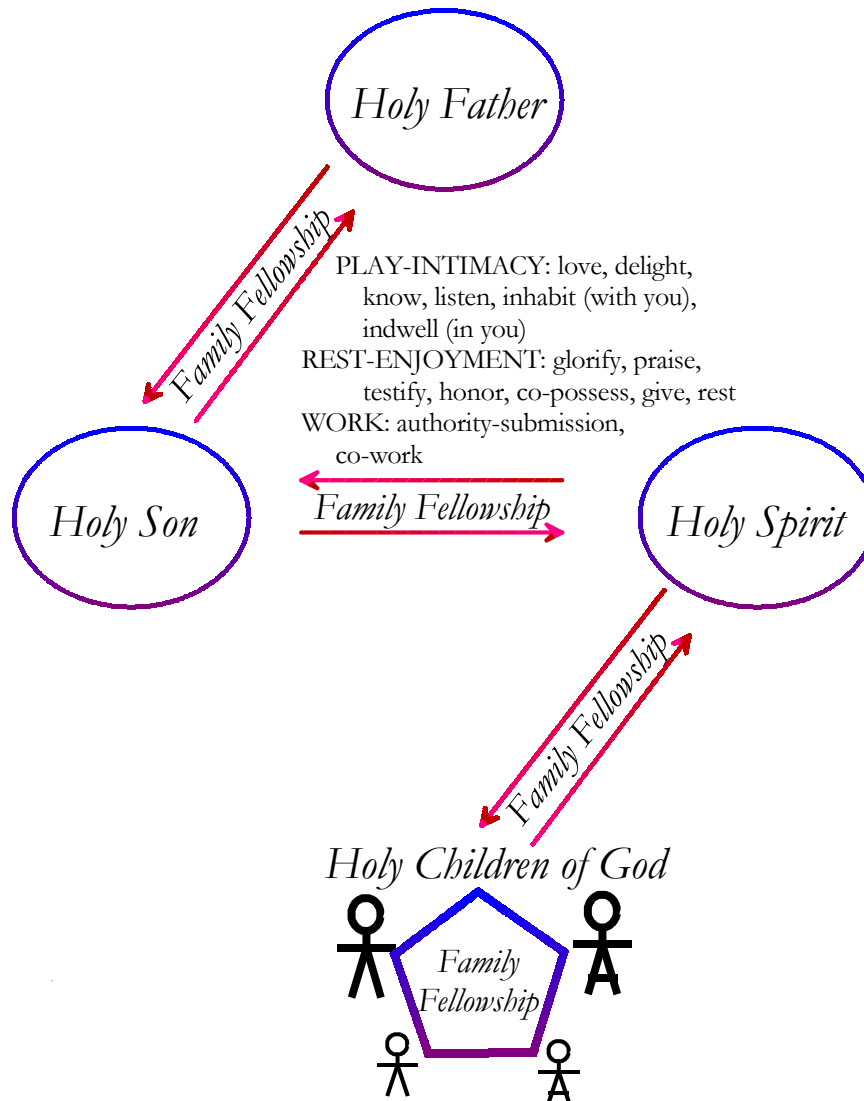 Holy Father
Family Fellowship
PLAY-INTIMACY: love, delight,
know, listen, inhabit (with you),
indwell (in you)
REST-ENJOYMENT: glorify, praise,
testify, honor, co-possess, give, rest
WORK: authority-submission,
co-work
Holy Son
Family Fellowship
Holy Spirit
Family Fellowship
Holy Children of God
Family
Fellowship